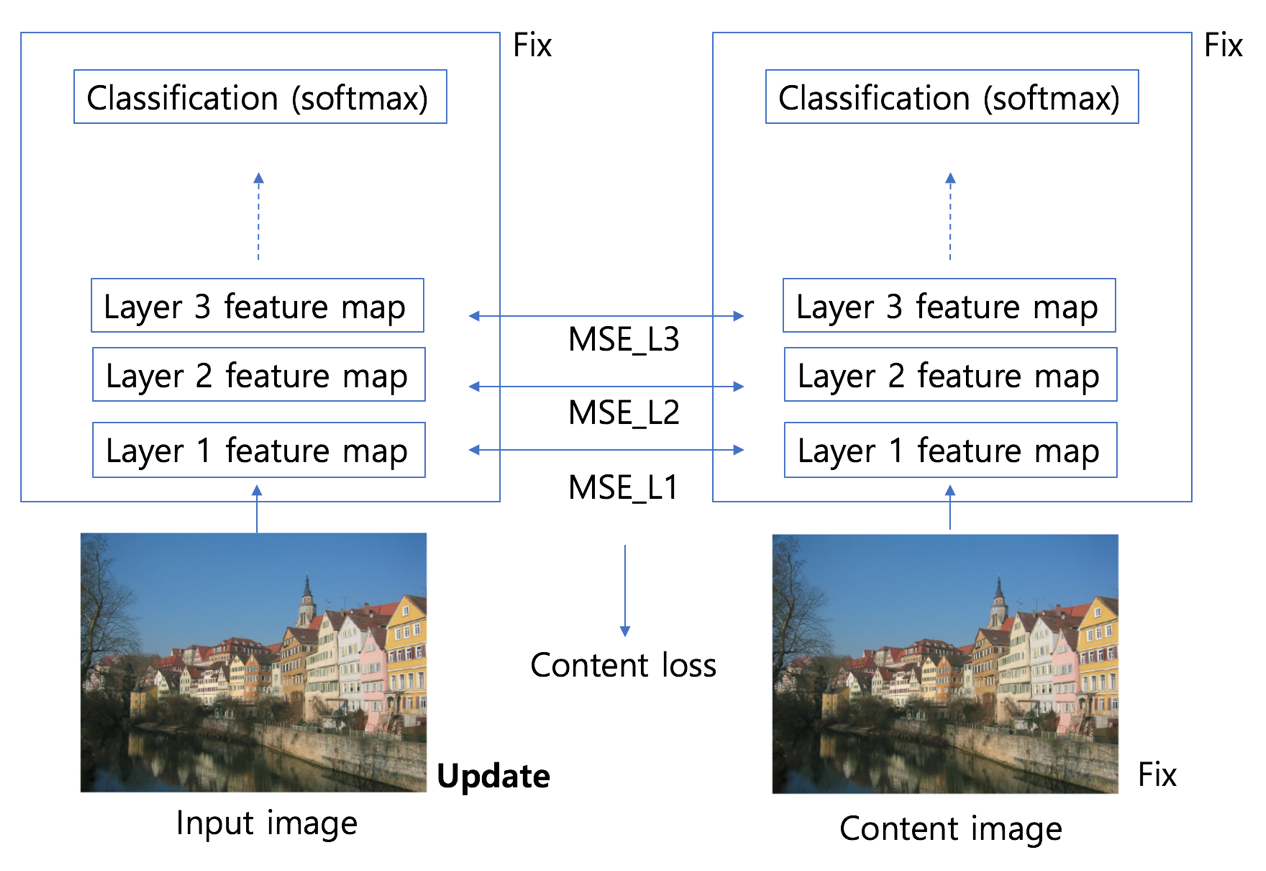 Fix
Classification (softmax)
Layer 3 feature map
Layer 2 feature map
Layer 1 feature map
Update
Input image
MSE_L3
MSE_L2
MSE_L1
Content loss
Fix
Classification (softmax)
Layer 3 feature map
Layer 2 feature map
Layer 1 feature map
Fix
Content image